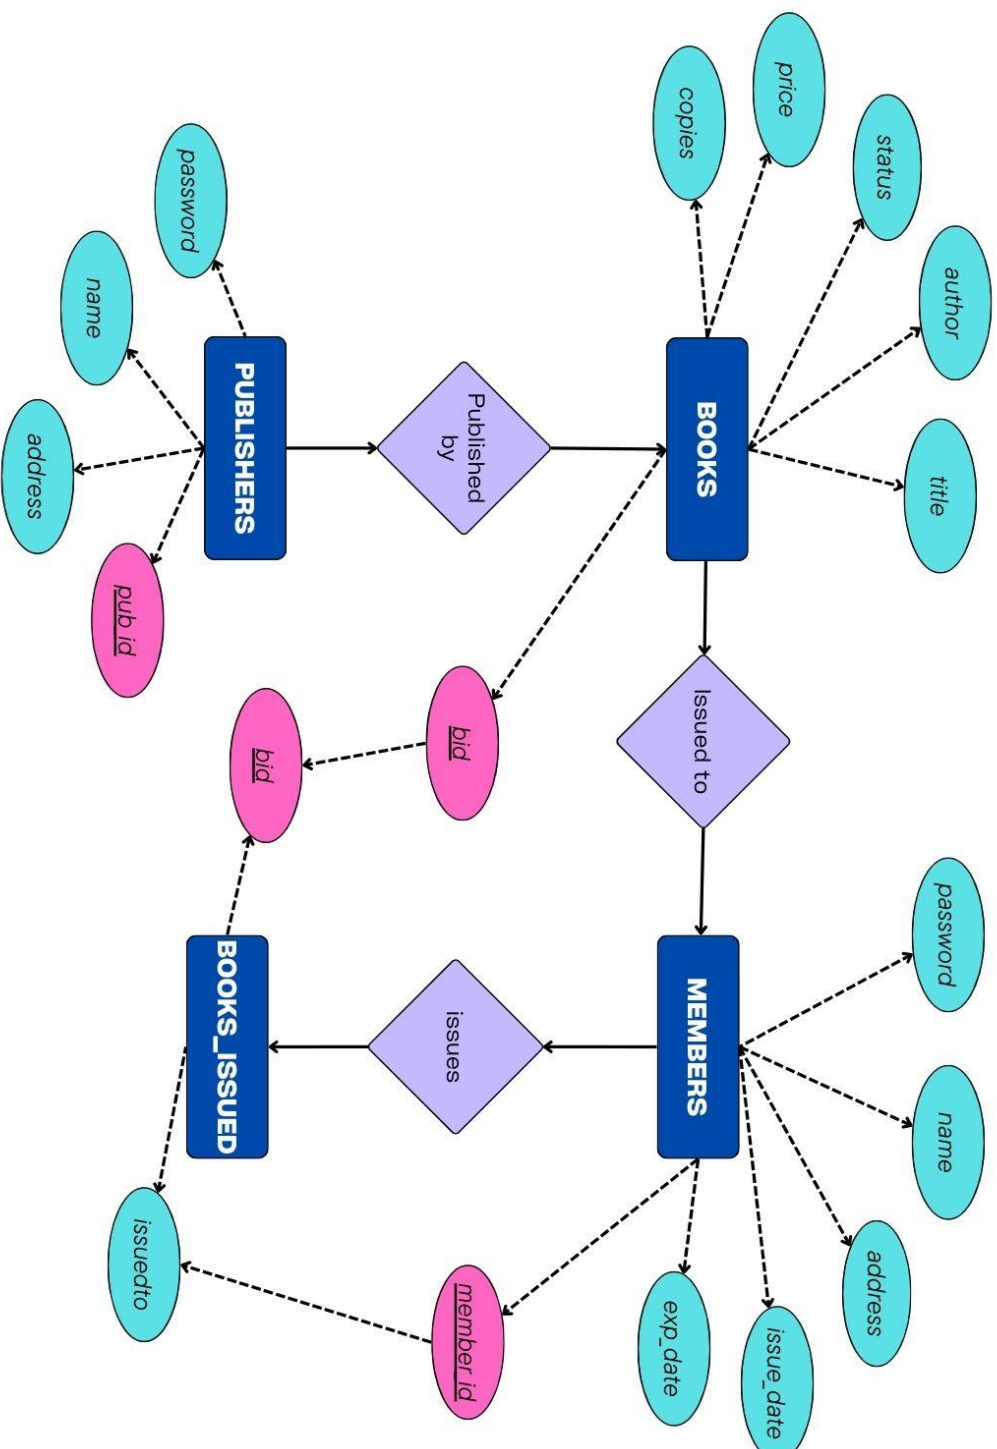 author
title
password
name
status
address
price
issue_date
copies
BOOKS
Issued to
MEMBERS
exp_date
Published
by
bid
issues
member id
PUBLISHERS
bid
BOOKS_ISSUED
password
issuedto
pub id
name
address